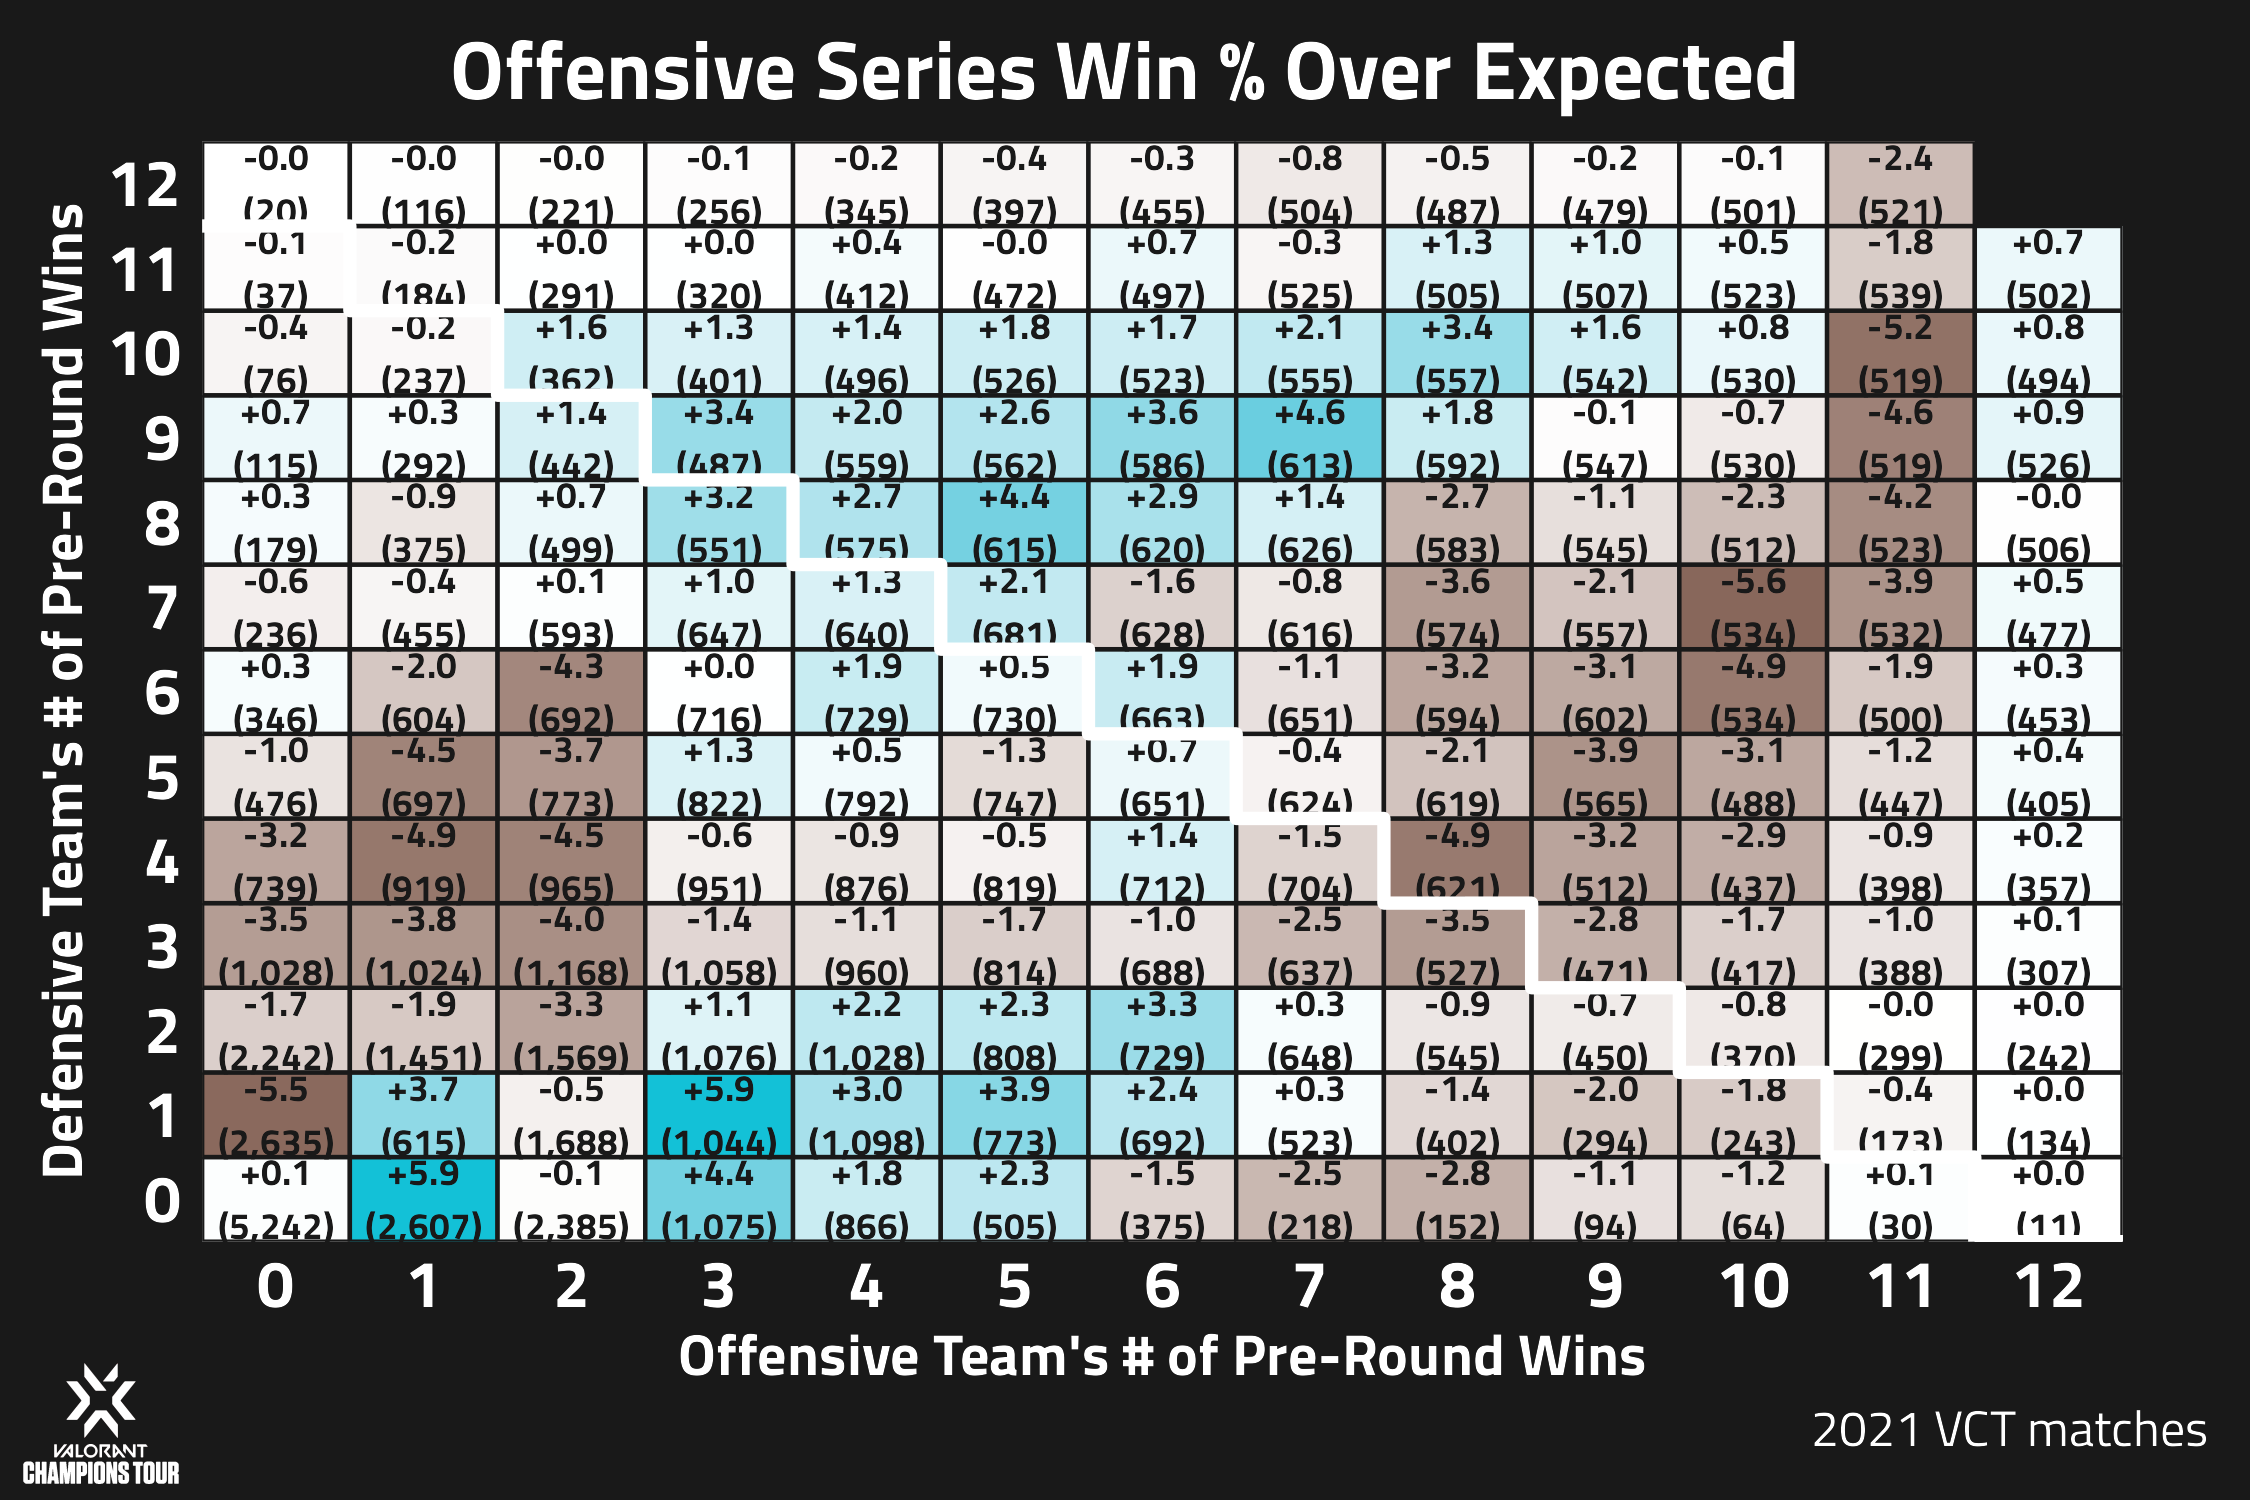 Offensive Series Win % Over Expected
Defensive Team's # of Pre-Round Wins
12 -0.0 -0.0 -0.0 -0.1 -0.2 -0.4 -0.3 -0.8 -0.5 -0.2 -0.1 -2.4
(20) (116) (221) (256) (345) (397) (455) (504) (487) (479) (501) (521)
11 -0.1 -0.2 +0.0 +0.0 +0.4 -0.0 +0.7 -0.3 +1.3 +1.0 +0.5 -1.8 +0.7
(37) (184) (291) (320) (412) (472) (497) (525) (505) (507) (523) (539) (502)
10 -0.4 -0.2 +1.6 +1.3 +1.4 +1.8 +1.7 +2.1 +3.4 +1.6 +0.8 -5.2 +0.8
(76) (237) (362) (401) (496) (526) (523) (555) (557) (542) (530) (519) (494)
9 +0.7 +0.3 +1.4 +3.4 +2.0 +2.6 +3.6 +4.6 +1.8 -0.1 -0.7 -4.6 +0.9
(115) (292) (442) (487) (559) (562) (586) (613) (592) (547) (530) (519) (526)
8 +0.3 -0.9 +0.7 +3.2 +2.7 +4.4 +2.9 +1.4 -2.7 -1.1 -2.3 -4.2 -0.0
(179) (375) (499) (551) (575) (615) (620) (626) (583) (545) (512) (523) (506)
7 -0.6 -0.4 +0.1 +1.0 +1.3 +2.1 -1.6 -0.8 -3.6 -2.1 -5.6 -3.9 +0.5
(236) (455) (593) (647) (640) (681) (628) (616) (574) (557) (534) (532) (477)
6 +0.3 -2.0 -4.3 +0.0 +1.9 +0.5 +1.9 -1.1 -3.2 -3.1 -4.9 -1.9 +0.3
(346) (604) (692) (716) (729) (730) (663) (651) (594) (602) (534) (500) (453)
5 -1.0 -4.5 -3.7 +1.3 +0.5 -1.3 +0.7 -0.4 -2.1 -3.9 -3.1 -1.2 +0.4
(476) (697) (773) (822) (792) (747) (651) (624) (619) (565) (488) (447) (405)
4 -3.2 -4.9 -4.5 -0.6 -0.9 -0.5 +1.4 -1.5 -4.9 -3.2 -2.9 -0.9 +0.2
(739) (919) (965) (951) (876) (819) (712) (704) (621) (512) (437) (398) (357)
3 -3.5 -3.8 -4.0 -1.4 -1.1 -1.7 -1.0 -2.5 -3.5 -2.8 -1.7 -1.0 +0.1
(1,028) (1,024) (1,168) (1,058) (960) (814) (688) (637) (527) (471) (417) (388) (307)
2 -1.7 -1.9 -3.3 +1.1 +2.2 +2.3 +3.3 +0.3 -0.9 -0.7 -0.8 -0.0 +0.0
(2,242) (1,451) (1,569) (1,076) (1,028) (808) (729) (648) (545) (450) (370) (299) (242)
1 -5.5 +3.7 -0.5 +5.9 +3.0 +3.9 +2.4 +0.3 -1.4 -2.0 -1.8 -0.4 +0.0
(2,635) (615) (1,688) (1,044) (1,098) (773) (692) (523) (402) (294) (243) (173) (134)
0 +0.1 +5.9 -0.1 +4.4 +1.8 +2.3 -1.5 -2.5 -2.8 -1.1 -1.2 +0.1 +0.0
(5,242) (2,607) (2,385) (1,075) (866) (505) (375) (218) (152) (94) (64) (30) (11)
0 1 2 3 4 5 6 7 8 9 10 11 12
Offensive Team's # of Pre-Round Wins
VALORANT
CHAMPIONS TOUR
2021 VCT matches